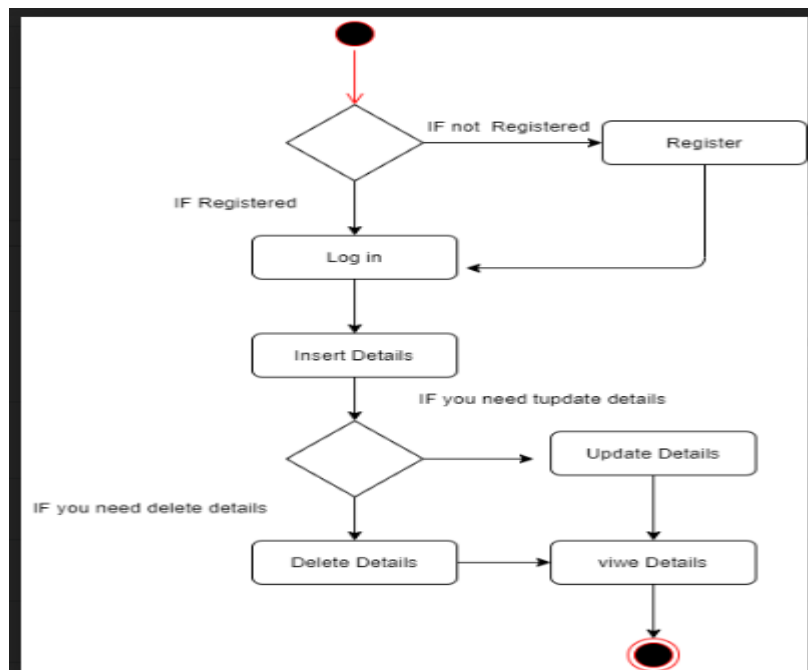 IF not Registered
Register
IF Registered
Log in
Insert Details
IF you need tupdate details
Update Details
IF you need delete details
Delete Details
viwe Details